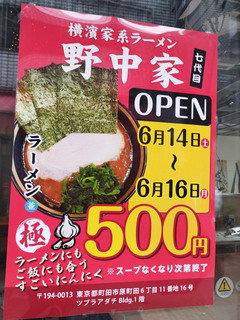 横濱家系ラーメン
野中家
七代目
OPEN
6月14日土
〜
6月16日月
500円
ラーメン
極
ラーメンにも
ご飯にも合う
すごいにんにく
※スープなくなり次第終了
〒194-0013 東京都町田市原町田6丁目11番地16号
ツブラアダチBldg.1階